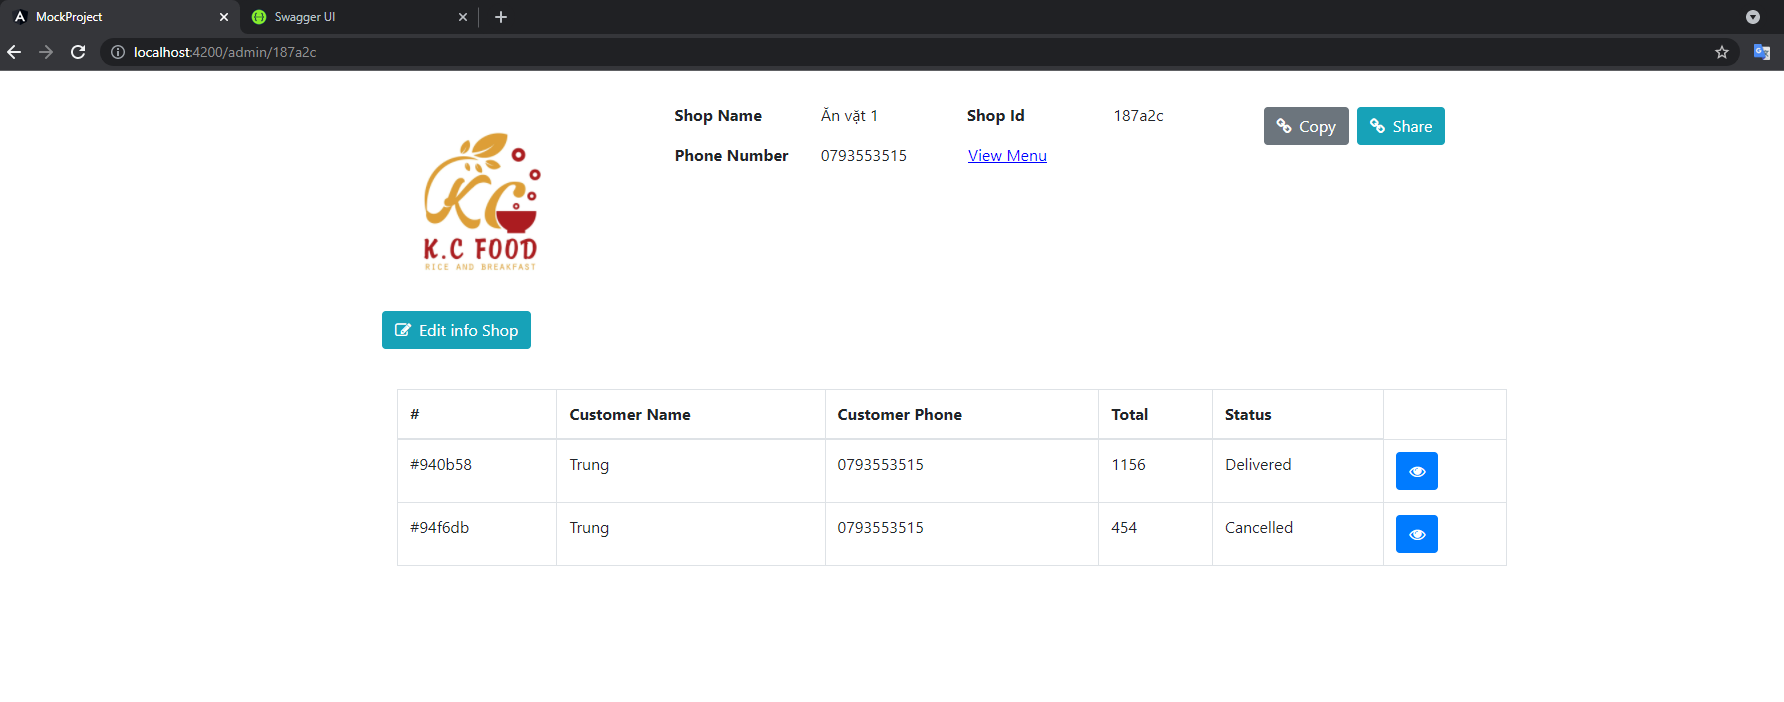 MockProject
Swagger UI
localhost:4200/admin/187a2c
Shop Name Ăn vặt 1 Shop Id 187a2c Copy Share
Phone Number 0793553515 View Menu
KC
K.C FOOD
RICE AND BREAKFAST
Edit info Shop
# Customer Name Customer Phone Total Status
#940b58 Trung 0793553515 1156 Delivered
#94f6db Trung 0793553515 454 Cancelled